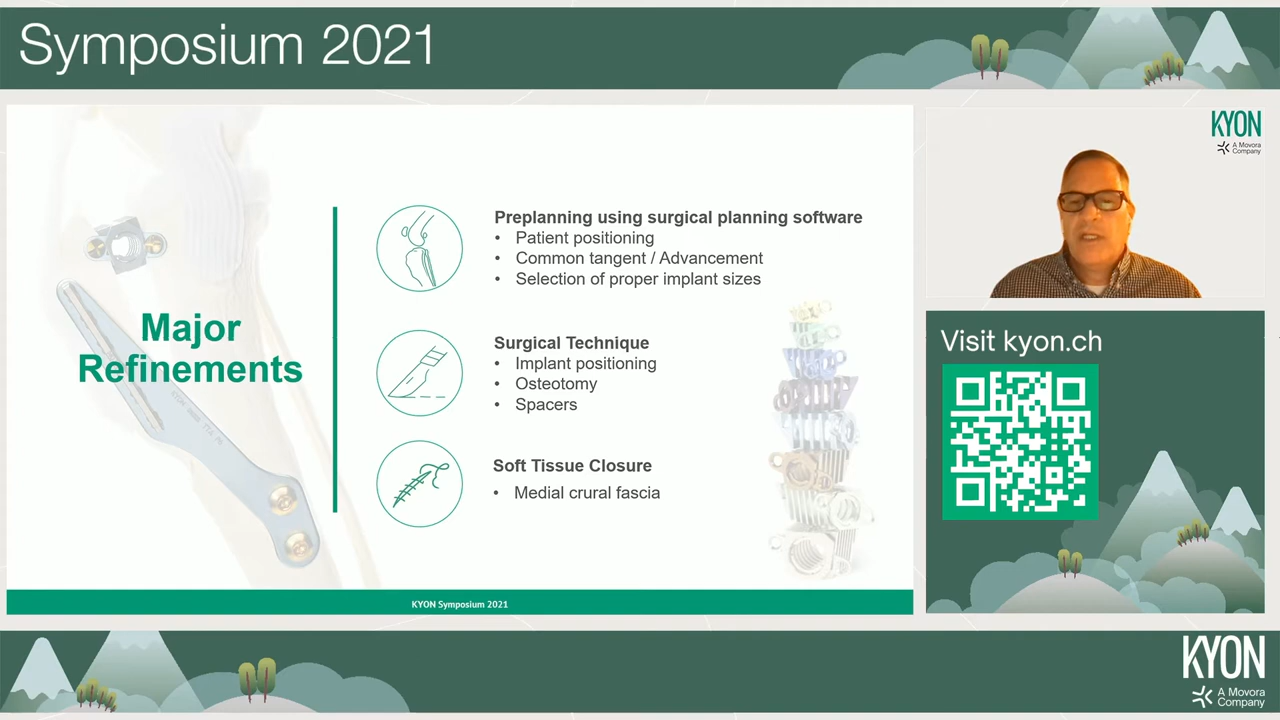 Symposium 2021
Major
Refinements
Preplanning using surgical planning software
• Patient positioning
• Common tangent / Advancement
• Selection of proper implant sizes
Surgical Technique
• Implant positioning
• Osteotomy
• Spacers
Soft Tissue Closure
• Medial crural fascia
KYON Symposium 2021
KYON
A Movora
Company
Visit kyon.ch
KYON
A Movora
Company